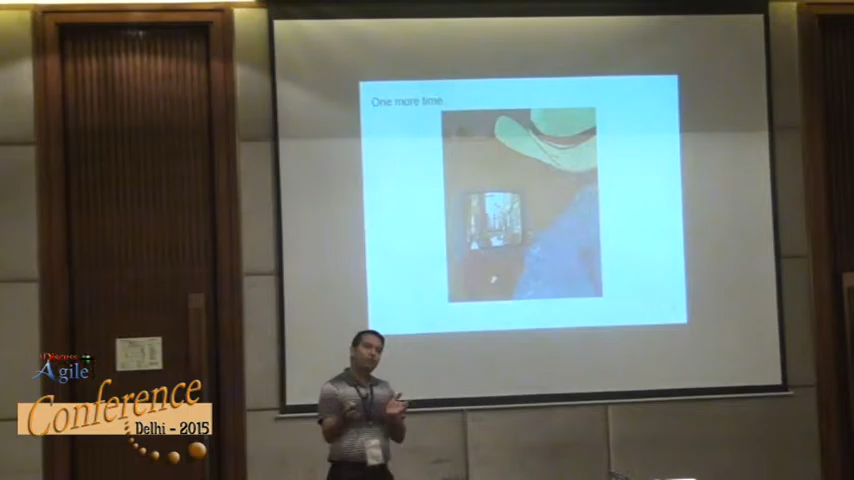 One more time
Discuss
Agile
Conference
Delhi - 2015